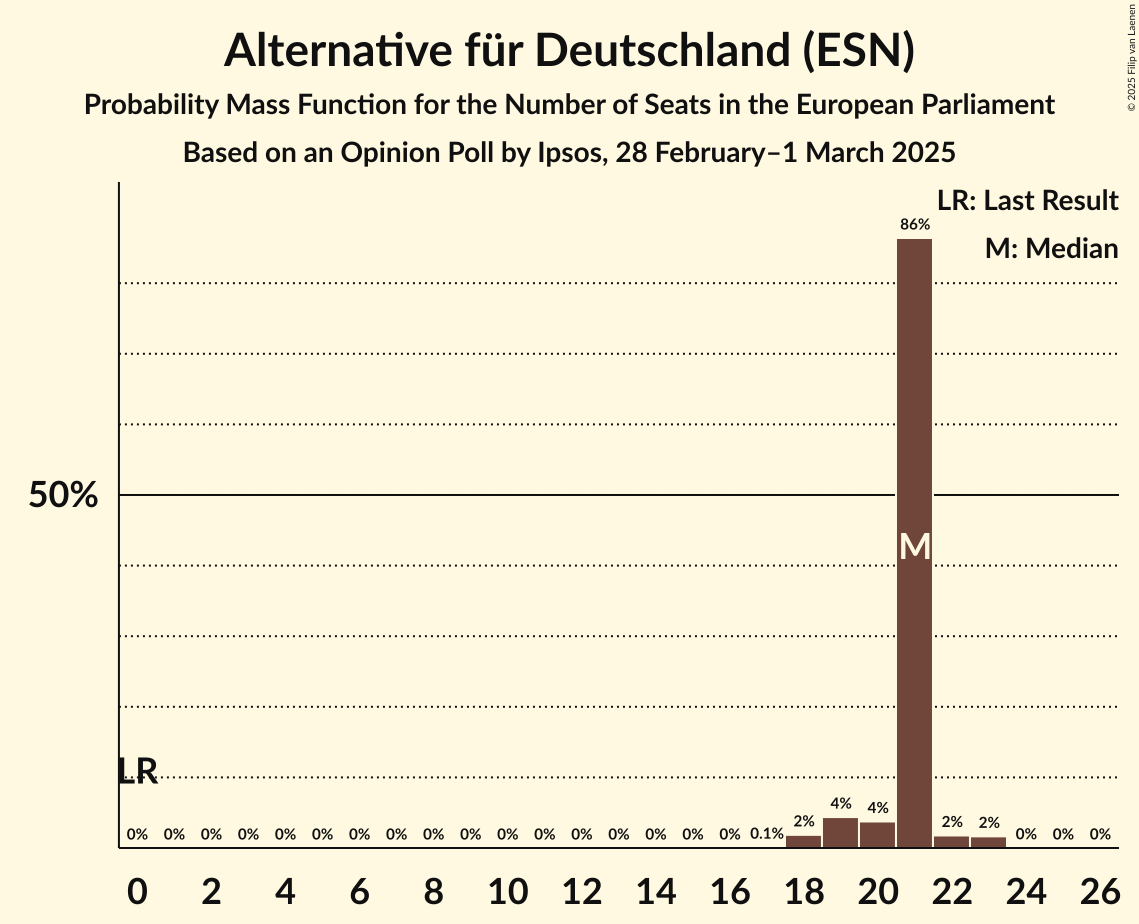 Alternative für Deutschland (ESN)
Probability Mass Function for the Number of Seats in the European Parliament
Based on an Opinion Poll by Ipsos, 28 February–1 March 2025
© 2025 Filip van Laenen
LR: Last Result
M: Median
86%
50%
M
LR
0% 0% 0% 0% 0% 0% 0% 0% 0% 0% 0% 0% 0% 0% 0% 0% 0% 0.1% 2% 4% 4% 2% 2% 0% 0% 0%
0 2 4 6 8 10 12 14 16 18 20 22 24 26